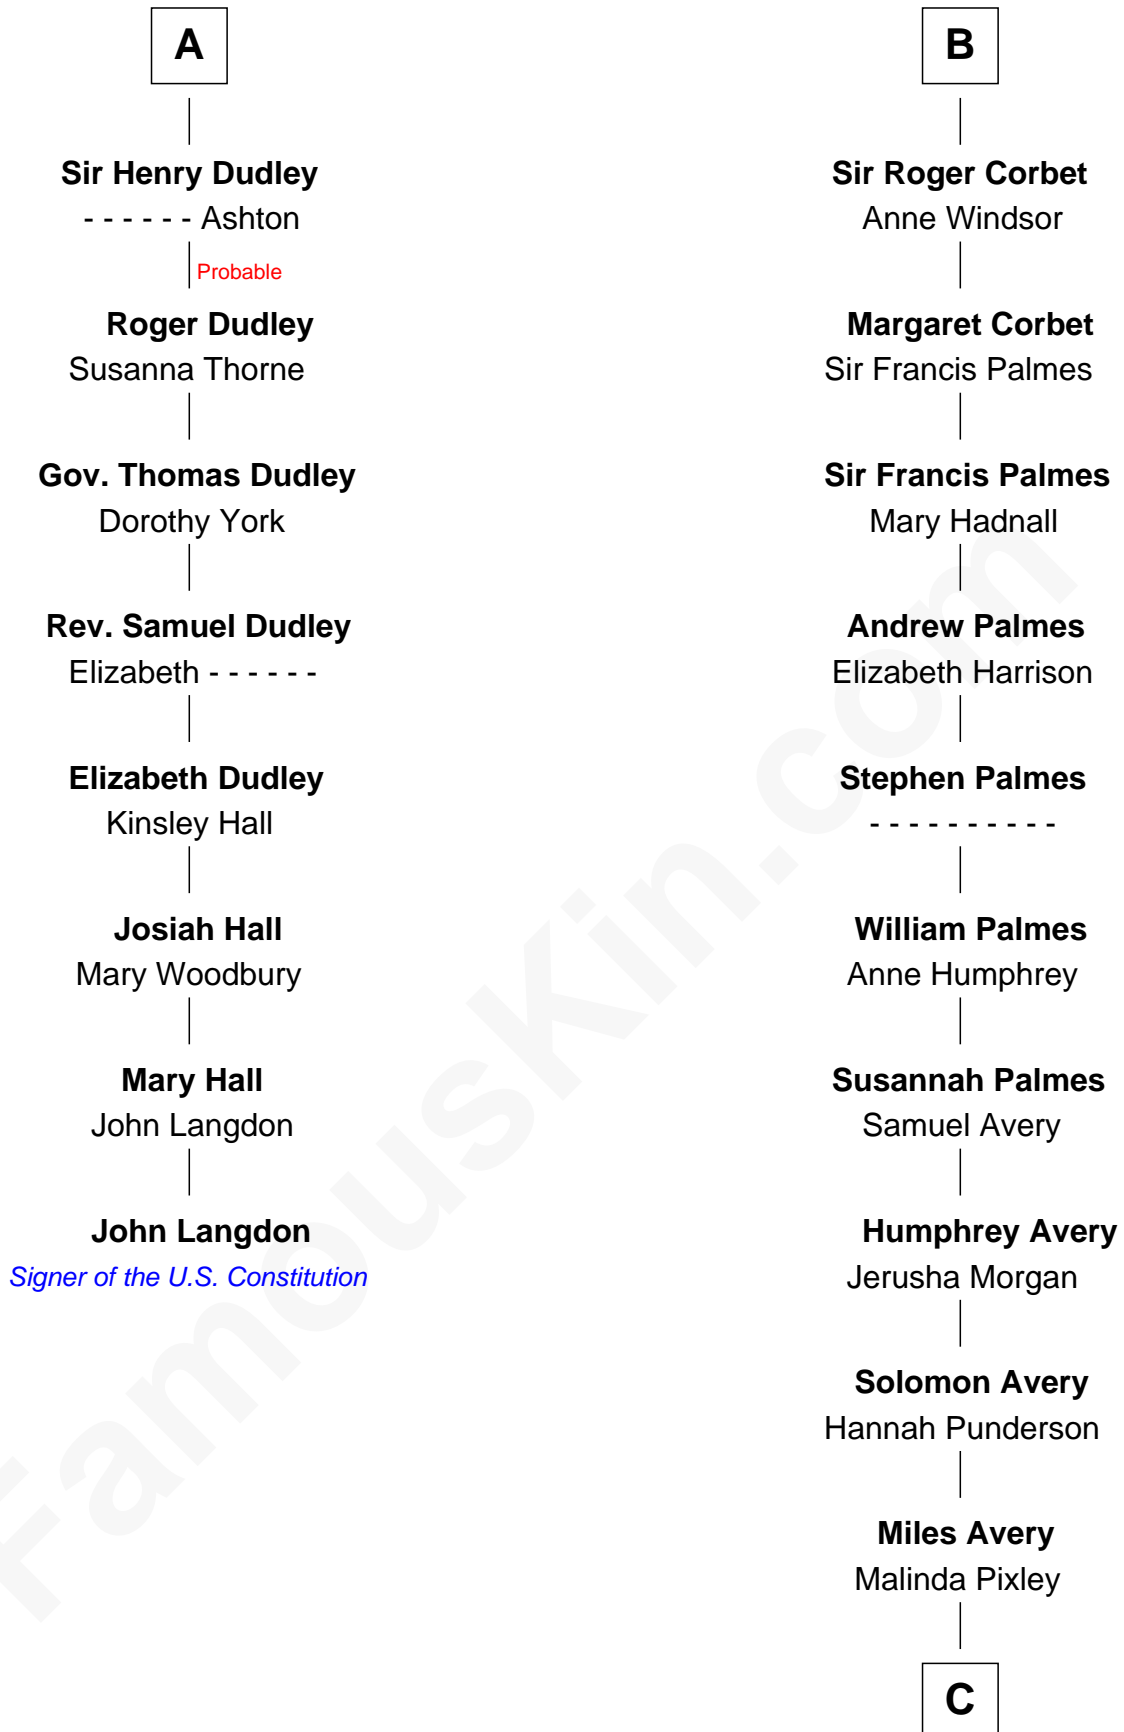 A
Sir Henry Dudley
- - - - - - Ashton
Probable
Roger Dudley
Susanna Thorne
Gov. Thomas Dudley
Dorothy York
Rev. Samuel Dudley
Elizabeth - - - - - -
Elizabeth Dudley
Kinsley Hall
Josiah Hall
Mary Woodbury
Mary Hall
John Langdon
John Langdon
Signer of the U.S. Constitution
B
Sir Roger Corbet
Anne Windsor
Margaret Corbet
Sir Francis Palmes
Sir Francis Palmes
Mary Hadnall
Andrew Palmes
Elizabeth Harrison
Stephen Palmes
- - - - - - - - - -
William Palmes
Anne Humphrey
Susannah Palmes
Samuel Avery
Humphrey Avery
Jerusha Morgan
Solomon Avery
Hannah Punderson
Miles Avery
Malinda Pixley
C
FamousKin.com